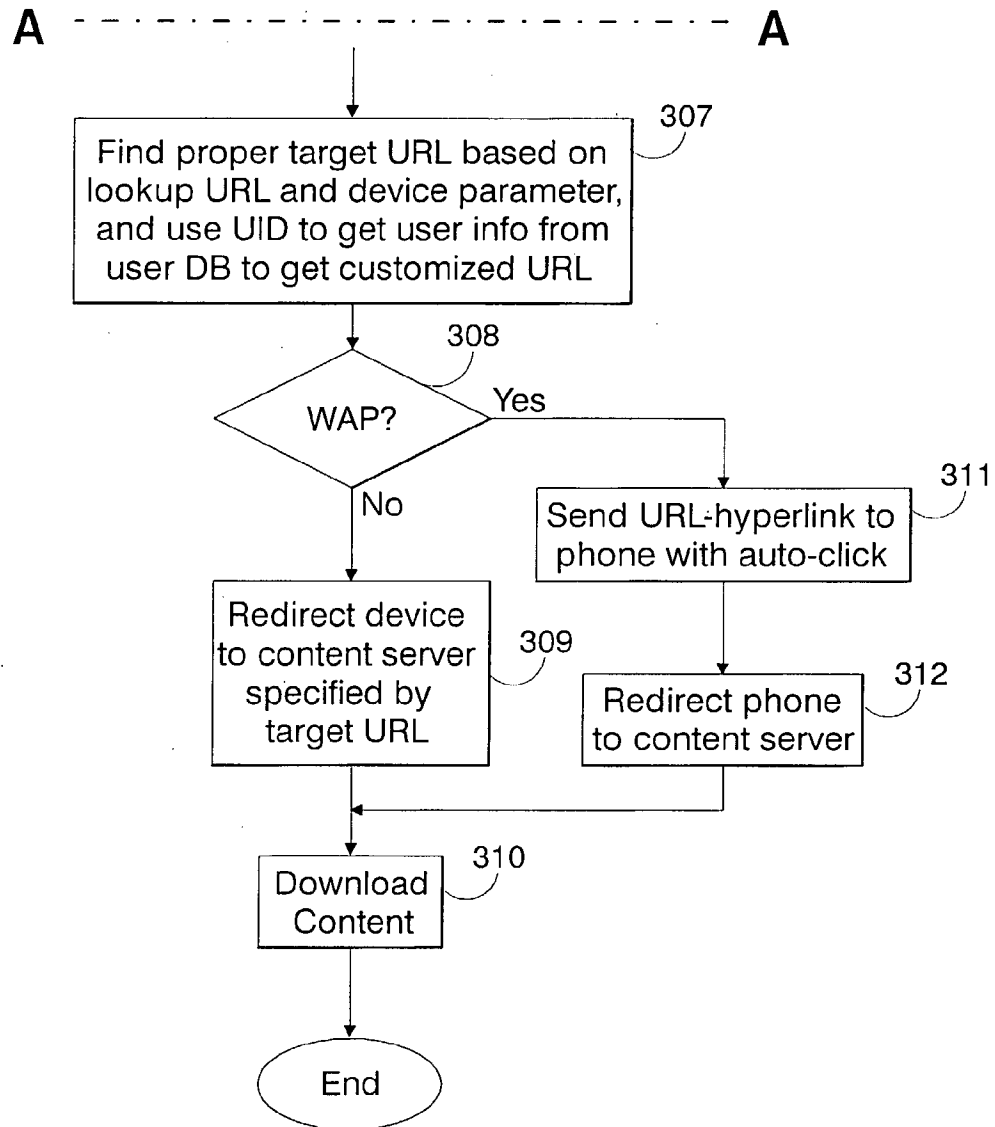 A A
307
Find proper target URL based on
lookup URL and device parameter,
and use UID to get user info from
user DB to get customized URL
308
WAP?
Yes
No
311
Send URL-hyperlink to
phone with auto-click
Redirect device
to content server
specified by
target URL
309
312
Redirect phone
to content server
310
Download
Content
End